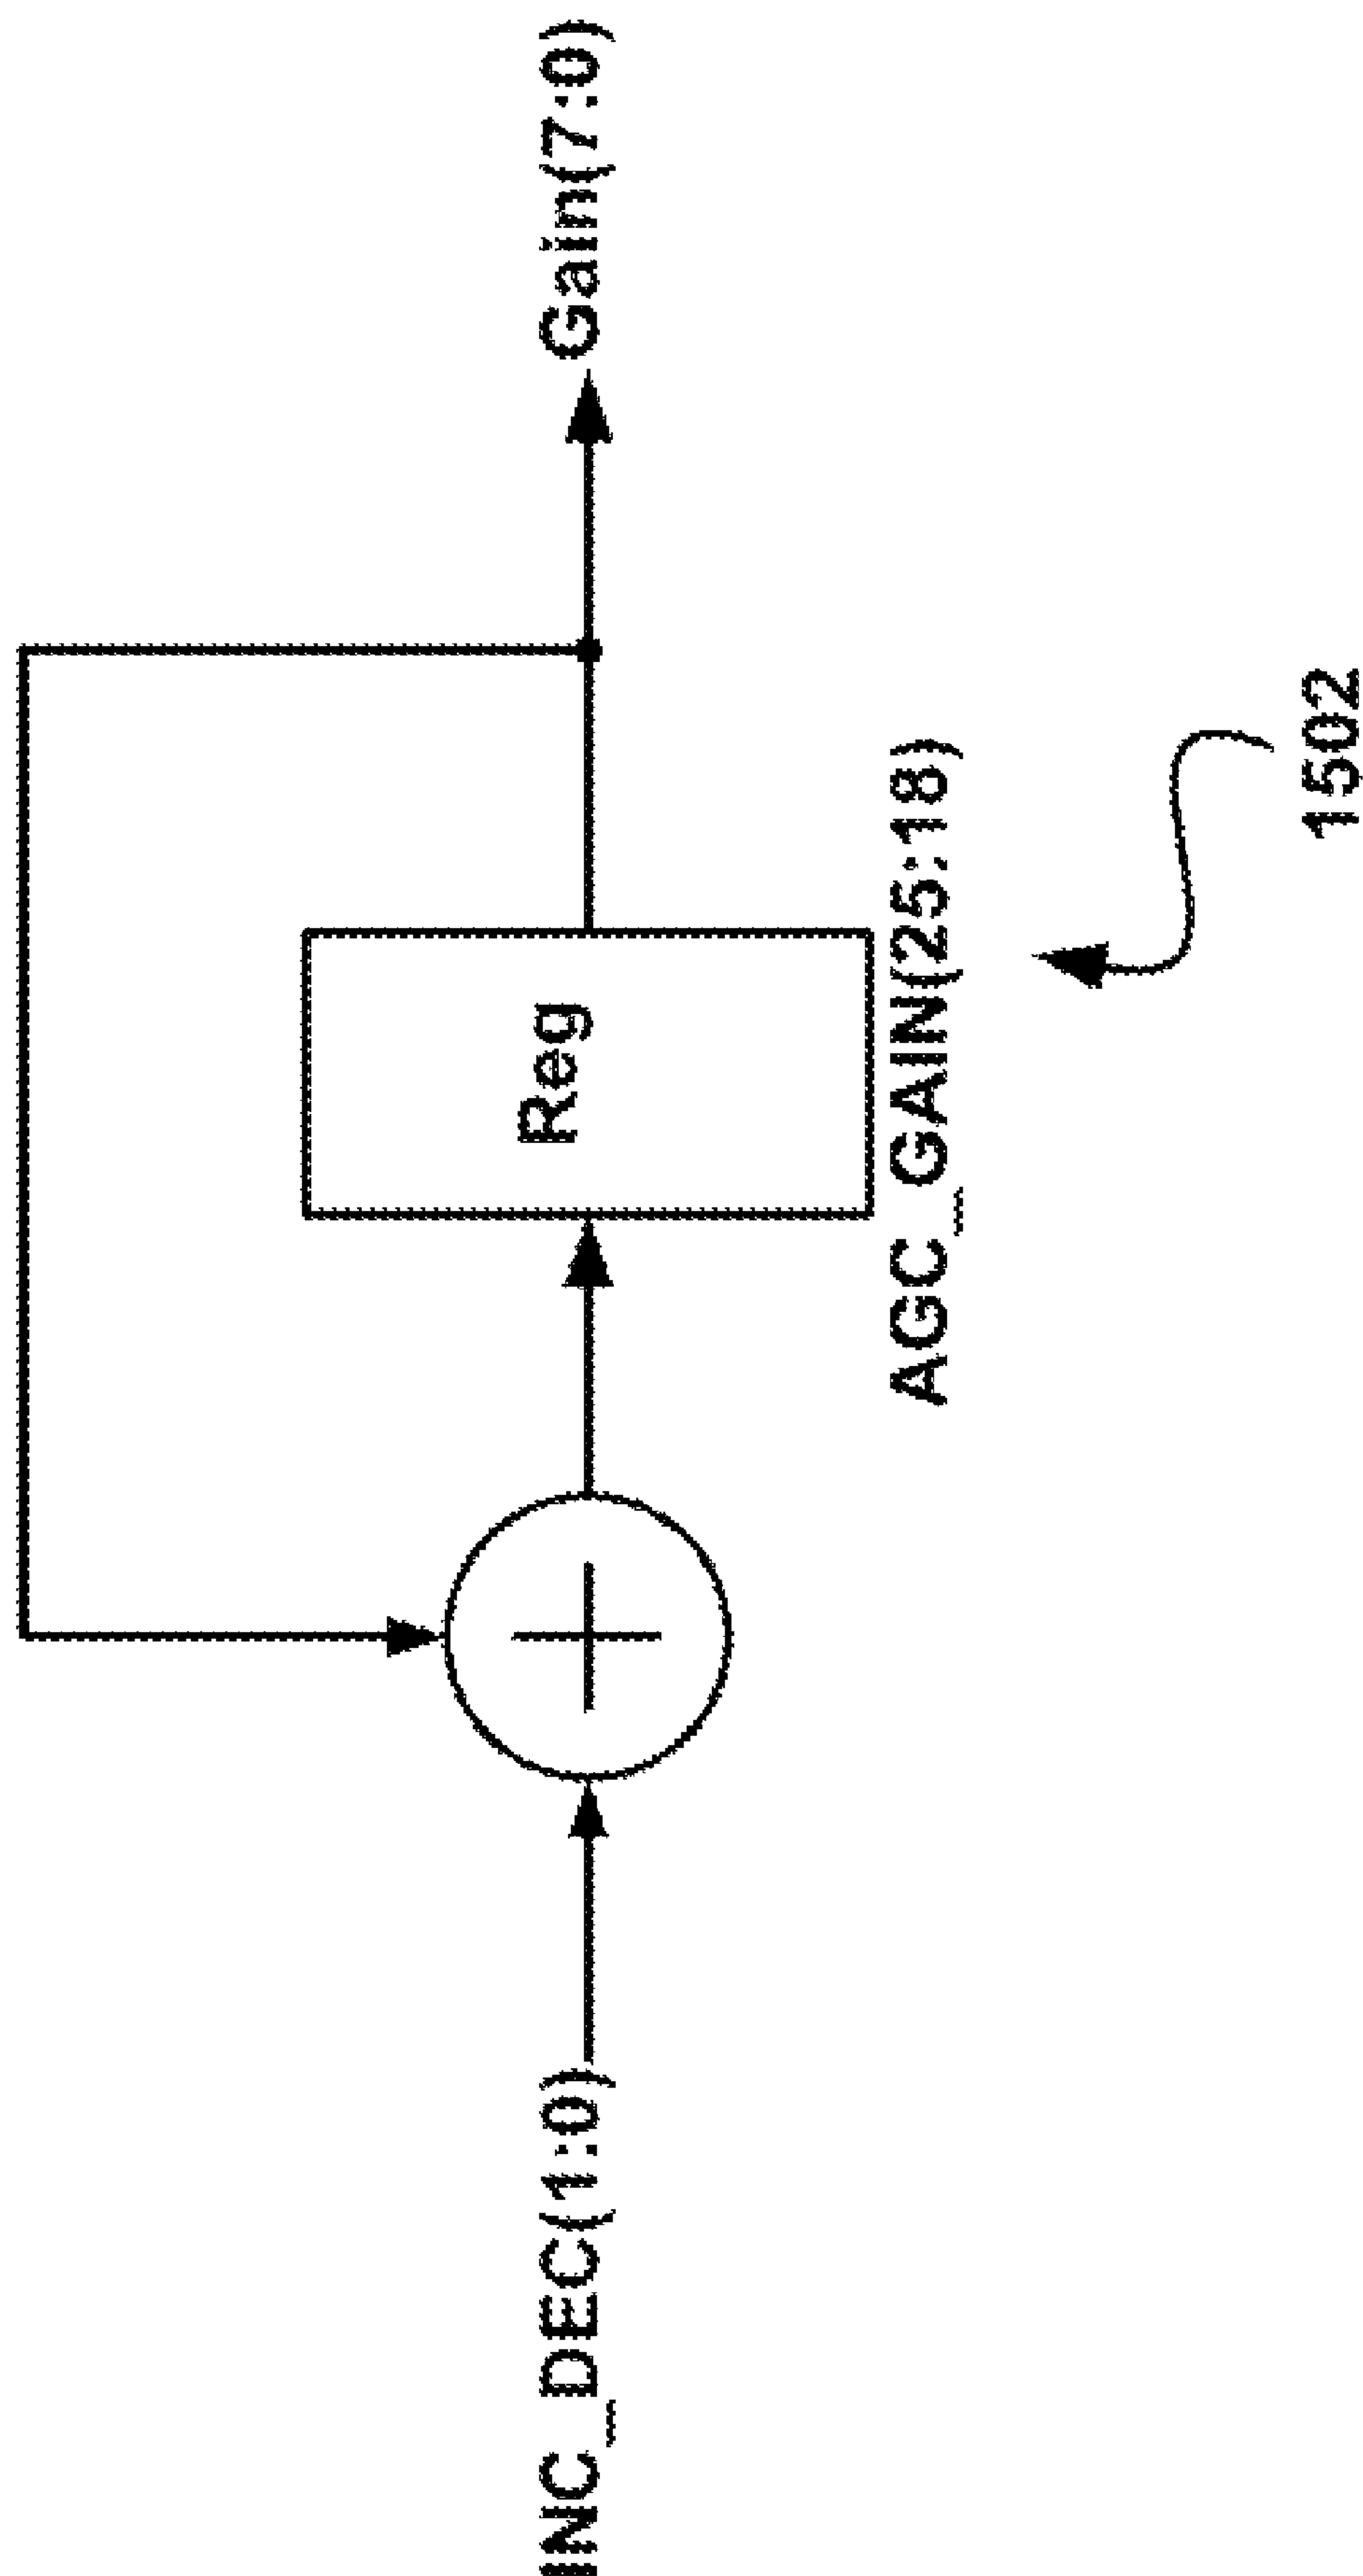 INC_DEC(1:0)
Reg
AGC_GAIN(25:18)
Gain(7:0)
1502